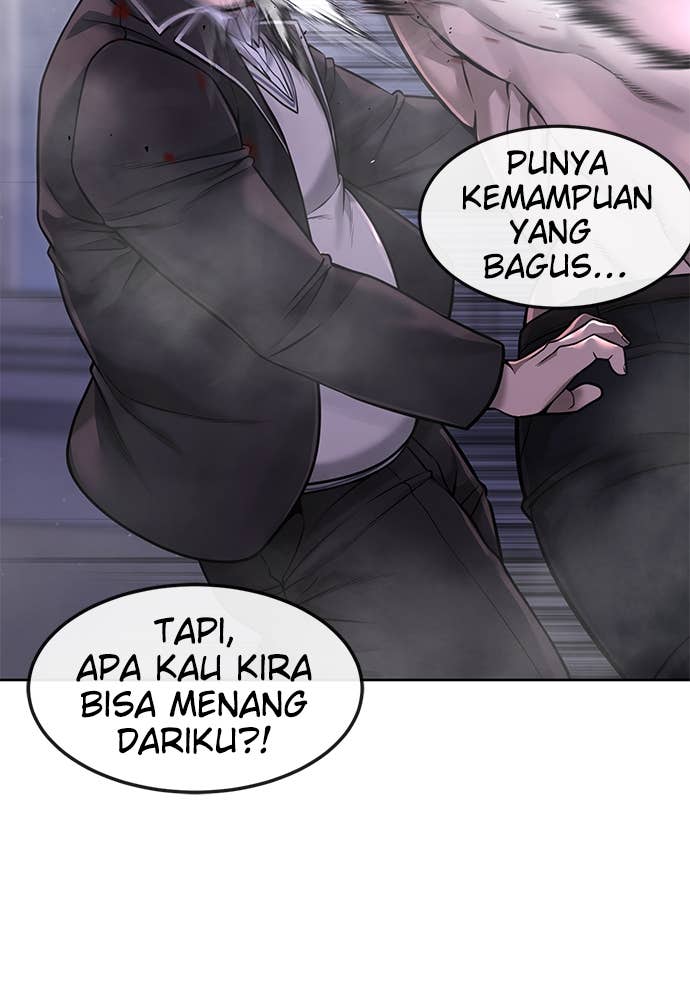 PUNYA
KEMAMPUAN
YANG
BAGUS...
TAPI,
APA KAU KIRA
BISA MENANG
DARIKU?!